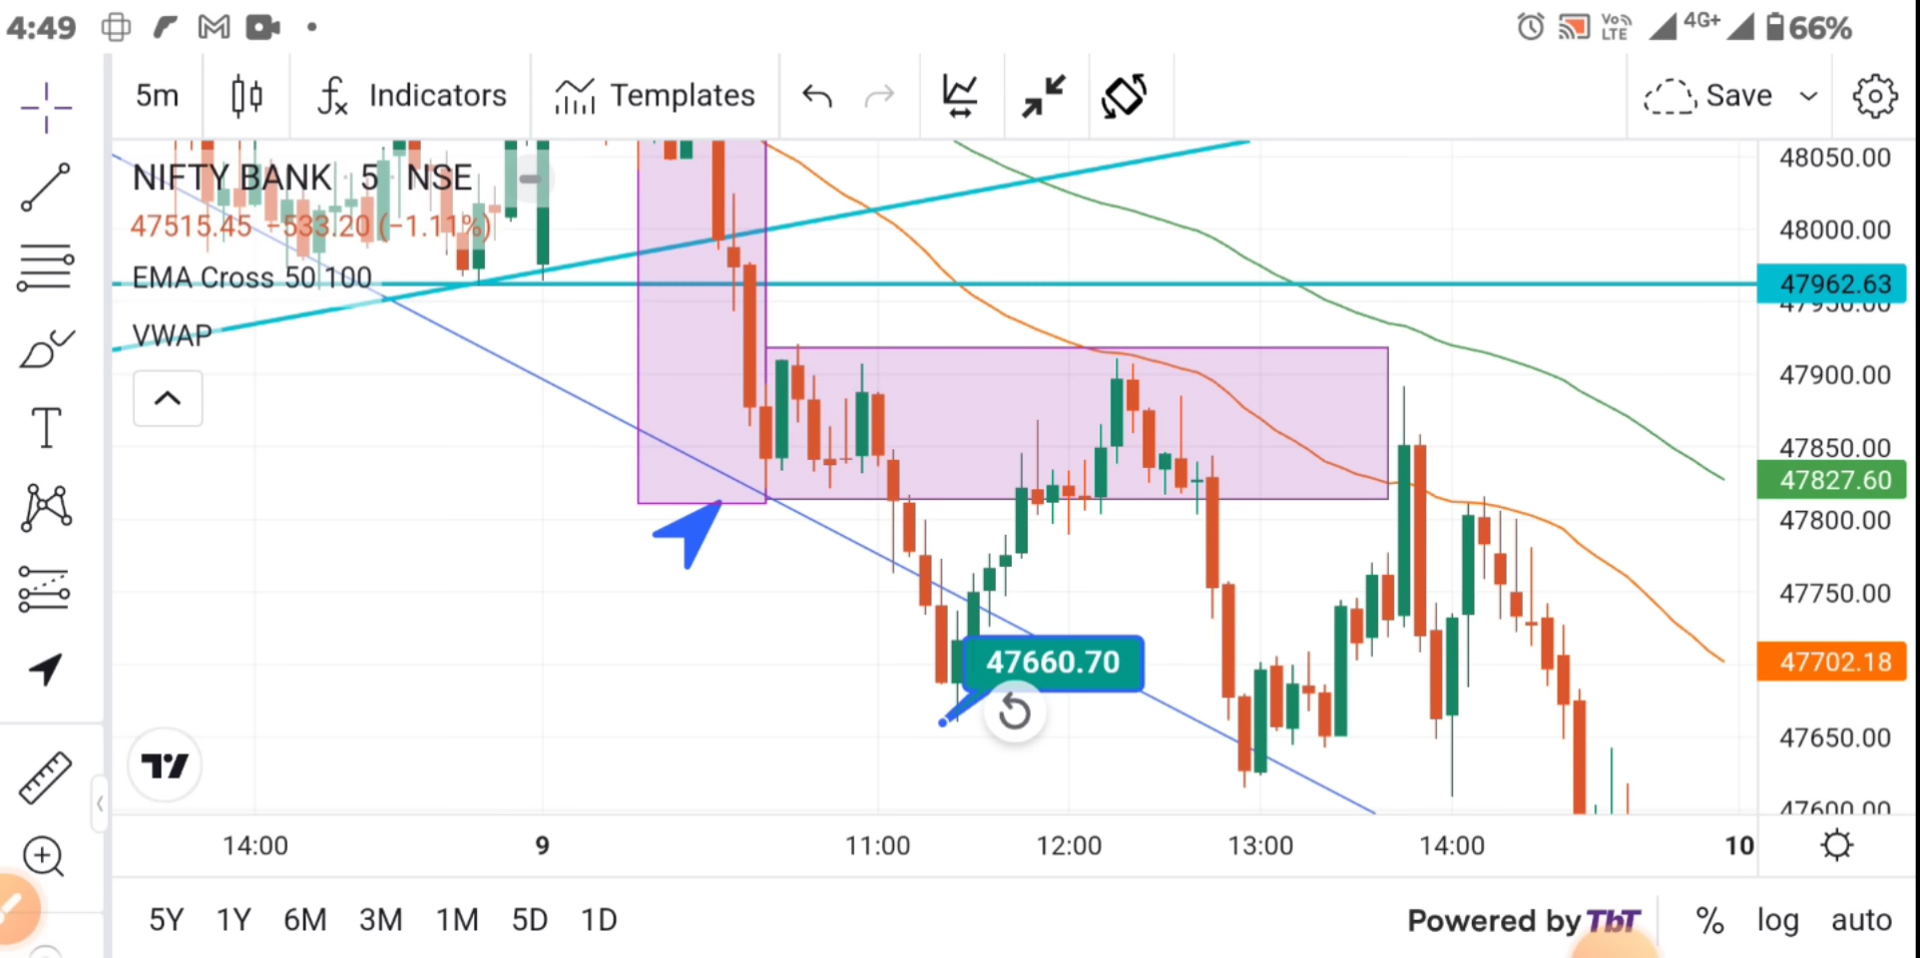 4:49 Vo) LTE 4G+ 66%
5m Indicators Templates Save
NIFTY BANK · 5 · NSE
47515.45 −533.20 (−1.11%)
EMA Cross 50 100
VWAP
T
48050.00
48000.00
47962.63
47950.00
47900.00
47850.00
47827.60
47800.00
47750.00
47702.18
47660.70
47650.00
47600.00
14:00 9 11:00 12:00 13:00 14:00 10
5Y 1Y 6M 3M 1M 5D 1D Powered by TbT % log auto